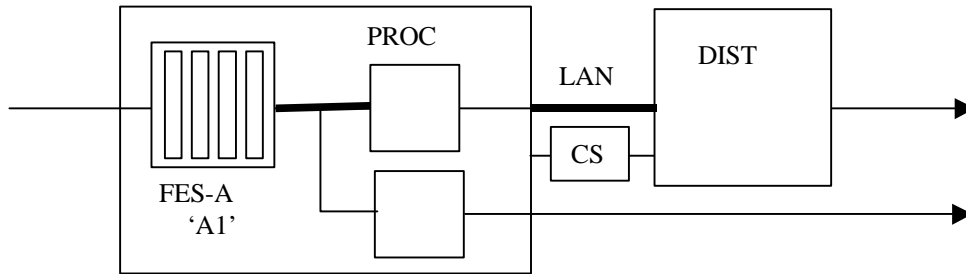 PROC
DIST
LAN
CS
FES-A
‘A1’